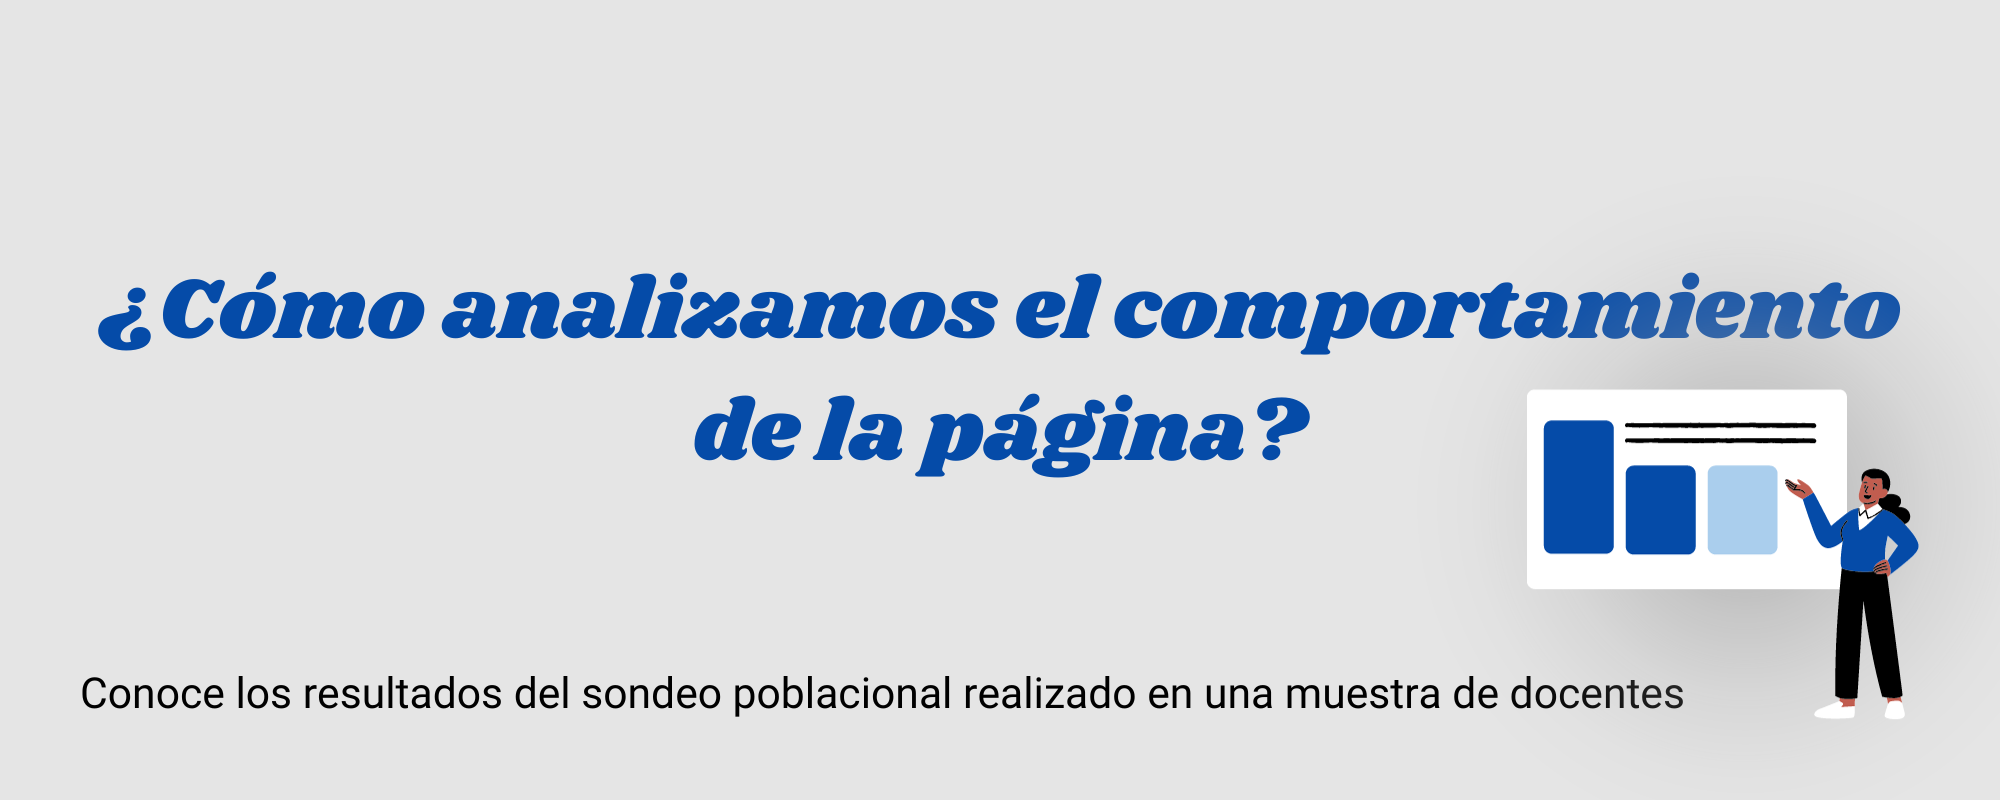 ¿Cómo analizamos el comportamiento
de la página?
Conoce los resultados del sondeo poblacional realizado en una muestra de docentes